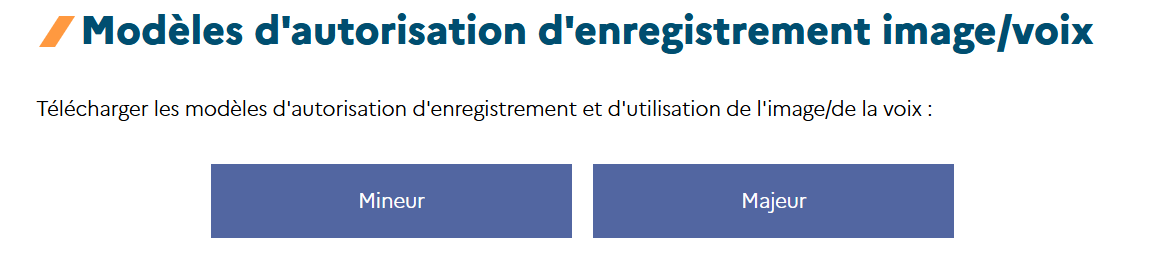 Modèles d'autorisation d'enregistrement image/voix
Télécharger les modèles d'autorisation d'enregistrement et d'utilisation de l'image/de la voix :
Mineur
Majeur